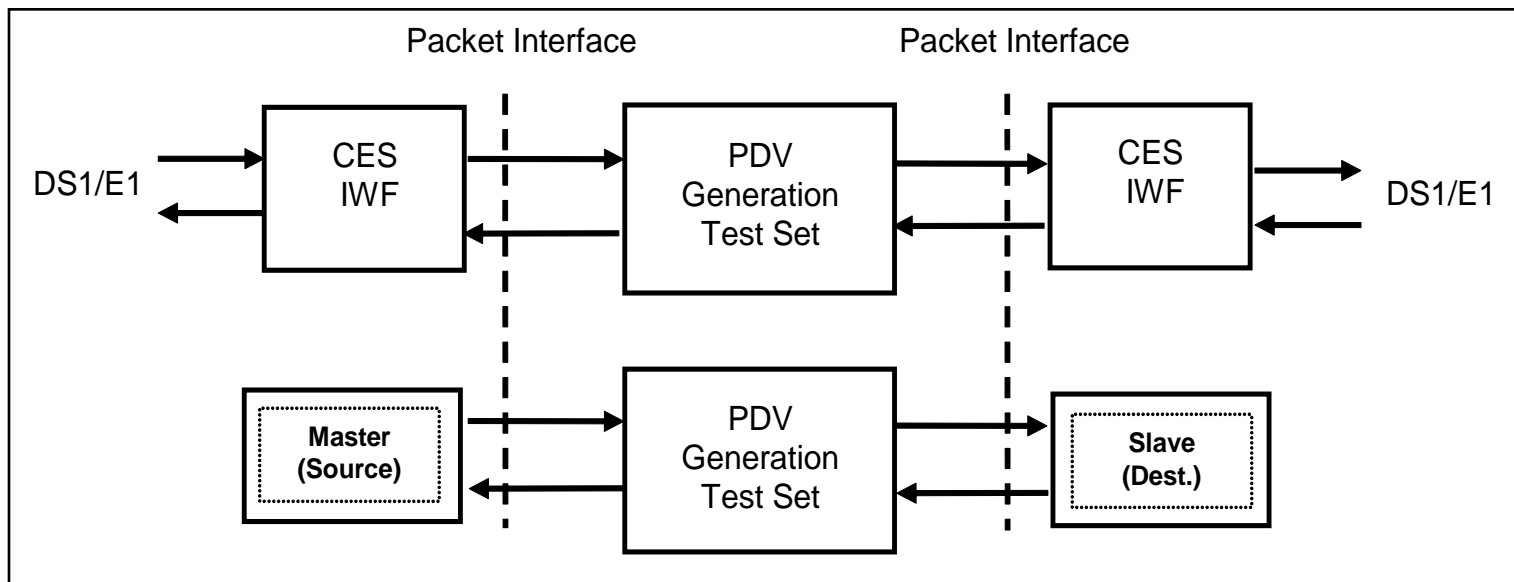 Packet Interface
Packet Interface
DS1/E1
CES
IWF
PDV
Generation
Test Set
CES
IWF
DS1/E1
Master
(Source)
PDV
Generation
Test Set
Slave
(Dest.)